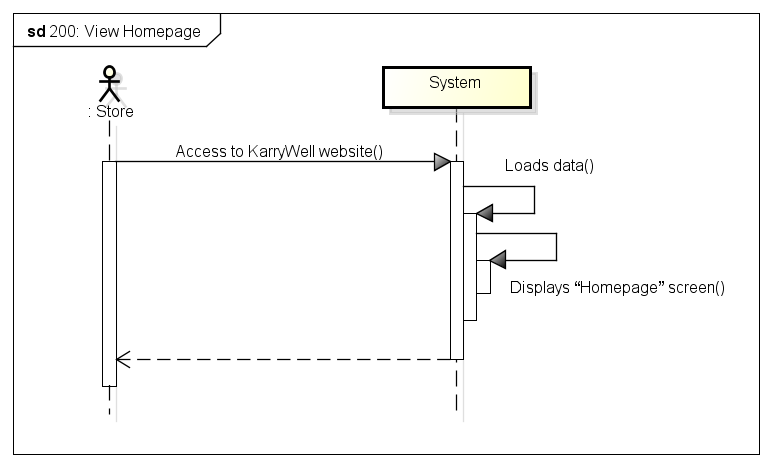 sd 200: View Homepage
: Store
System
Access to KarryWell website()
Loads data()
Displays “Homepage” screen()